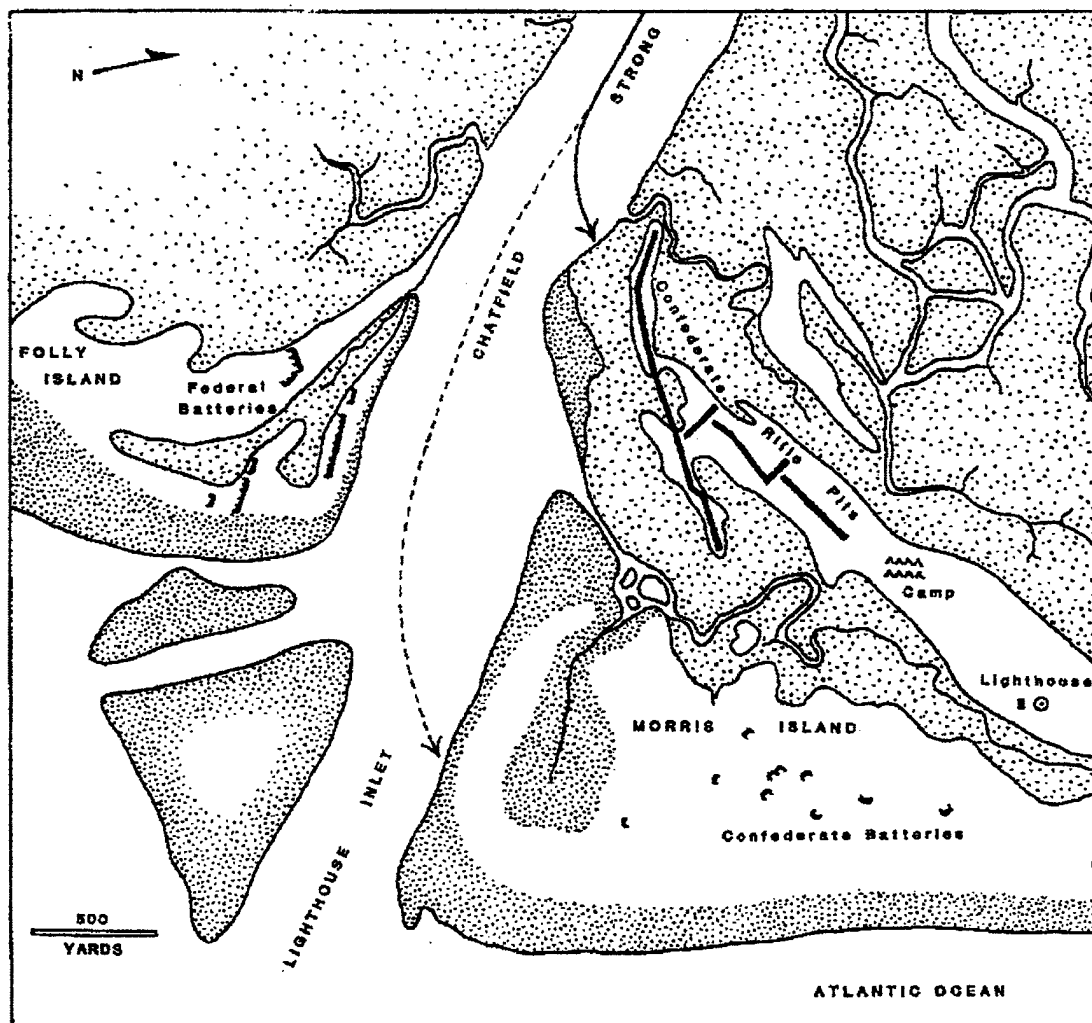 N
STRONG
CHATFIELD
FOLLY
ISLAND
Federal
Batteries
Confederate
Rifle
Pits
Camp
Lighthouse
MORRIS ISLAND
Confederate Batteries
LIGHTHOUSE INLET
500
YARDS
ATLANTIC OCEAN